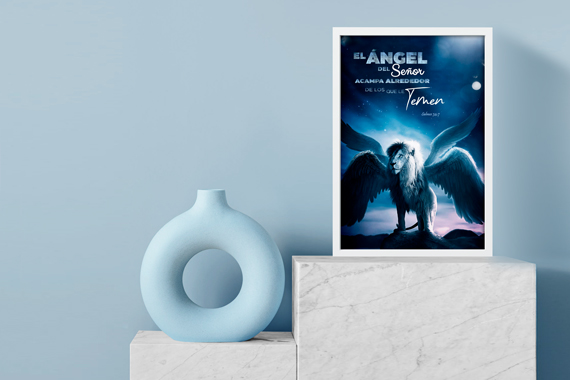 EL ÁNGEL
DEL Señor
ACAMPA ALREDEDOR
DE LOS QUE LE
Temen